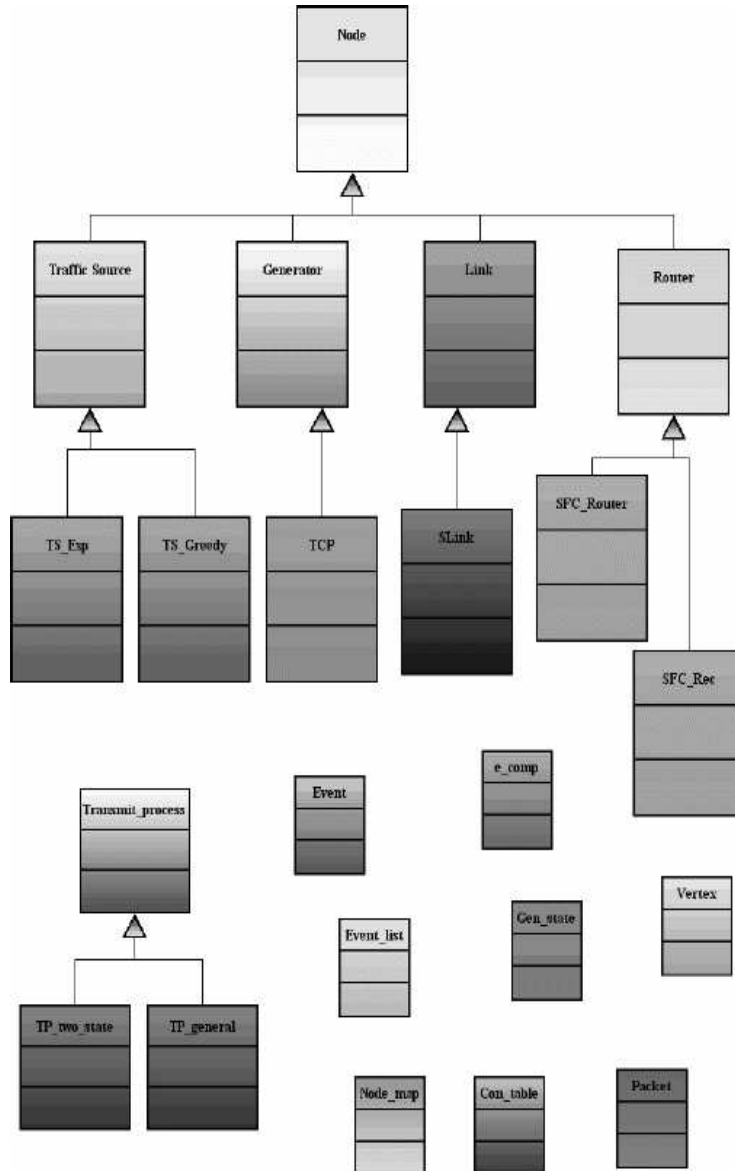 Node
Traffic Source
Generator
Link
Router
TS_Exp
TS_Greedy
TCP
SLink
SFC_Router
SFC_Rec
Transmit_process
Event
e_comp
Event_list
Gen_state
Vertex
TP_two_state
TP_general
Node_map
Con_table
Packet